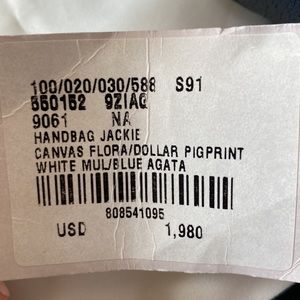 100/020/030/588 S91
550152 9ZIAG
9061 NA
HANDBAG JACKIE
CANVAS FLORA/DOLLAR PIGPRINT
WHITE MUL/BLUE AGATA
808541095
USD 1,980